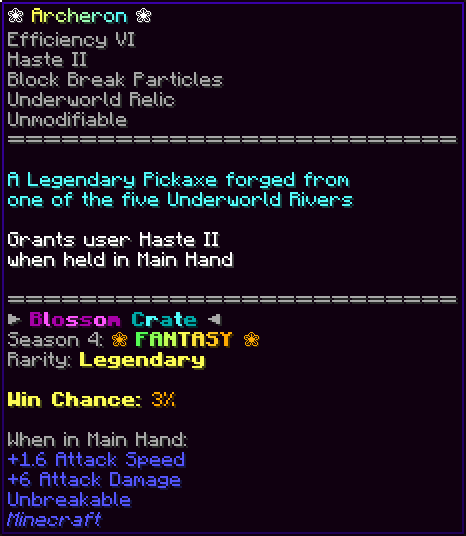 ❀ Archeron ❀
Efficiency VI
Haste II
Block Break Particles
Underworld Relic
Unmodifiable
============================
A Legendary Pickaxe forged from
one of the five Underworld Rivers
Grants user Haste II
when held in Main Hand
============================
► Blossom Crate ◄
Season 4: ❀ FANTASY ❀
Rarity: Legendary
Win Chance: 3%
When in Main Hand:
+1.6 Attack Speed
+6 Attack Damage
Unbreakable
Minecraft